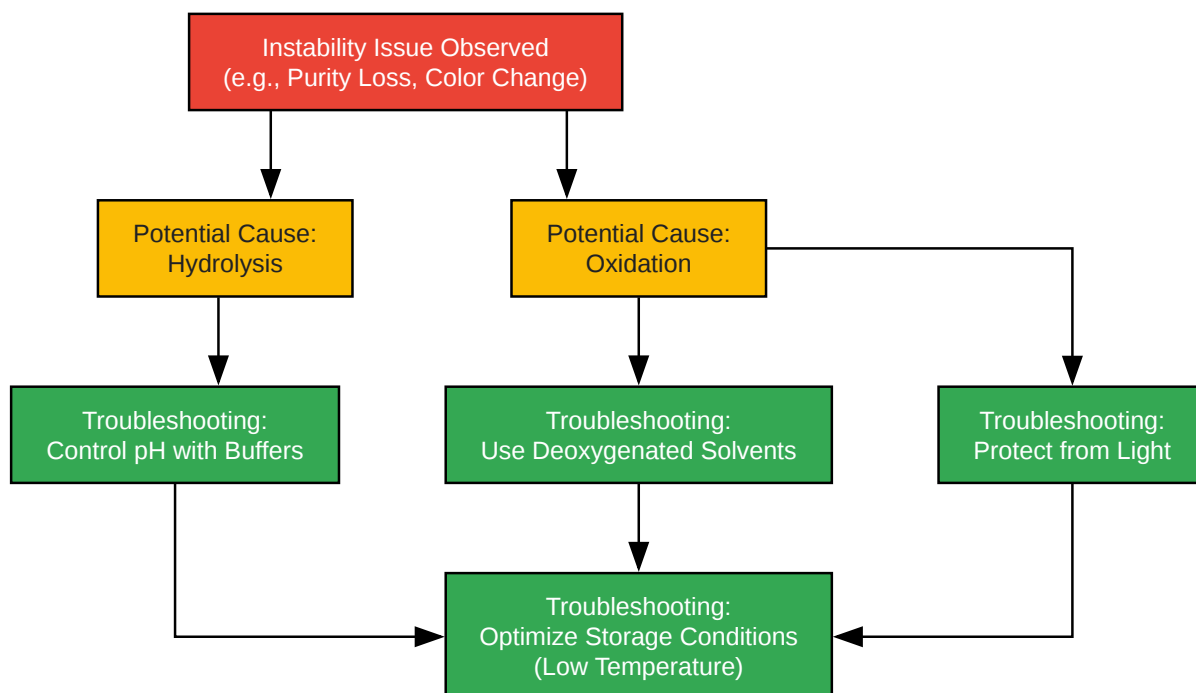 Instability Issue Observed
(e.g., Purity Loss, Color Change)
Potential Cause:
Hydrolysis
Potential Cause:
Oxidation
Troubleshooting:
Control pH with Buffers
Troubleshooting:
Use Deoxygenated Solvents
Troubleshooting:
Protect from Light
Troubleshooting:
Optimize Storage Conditions
(Low Temperature)